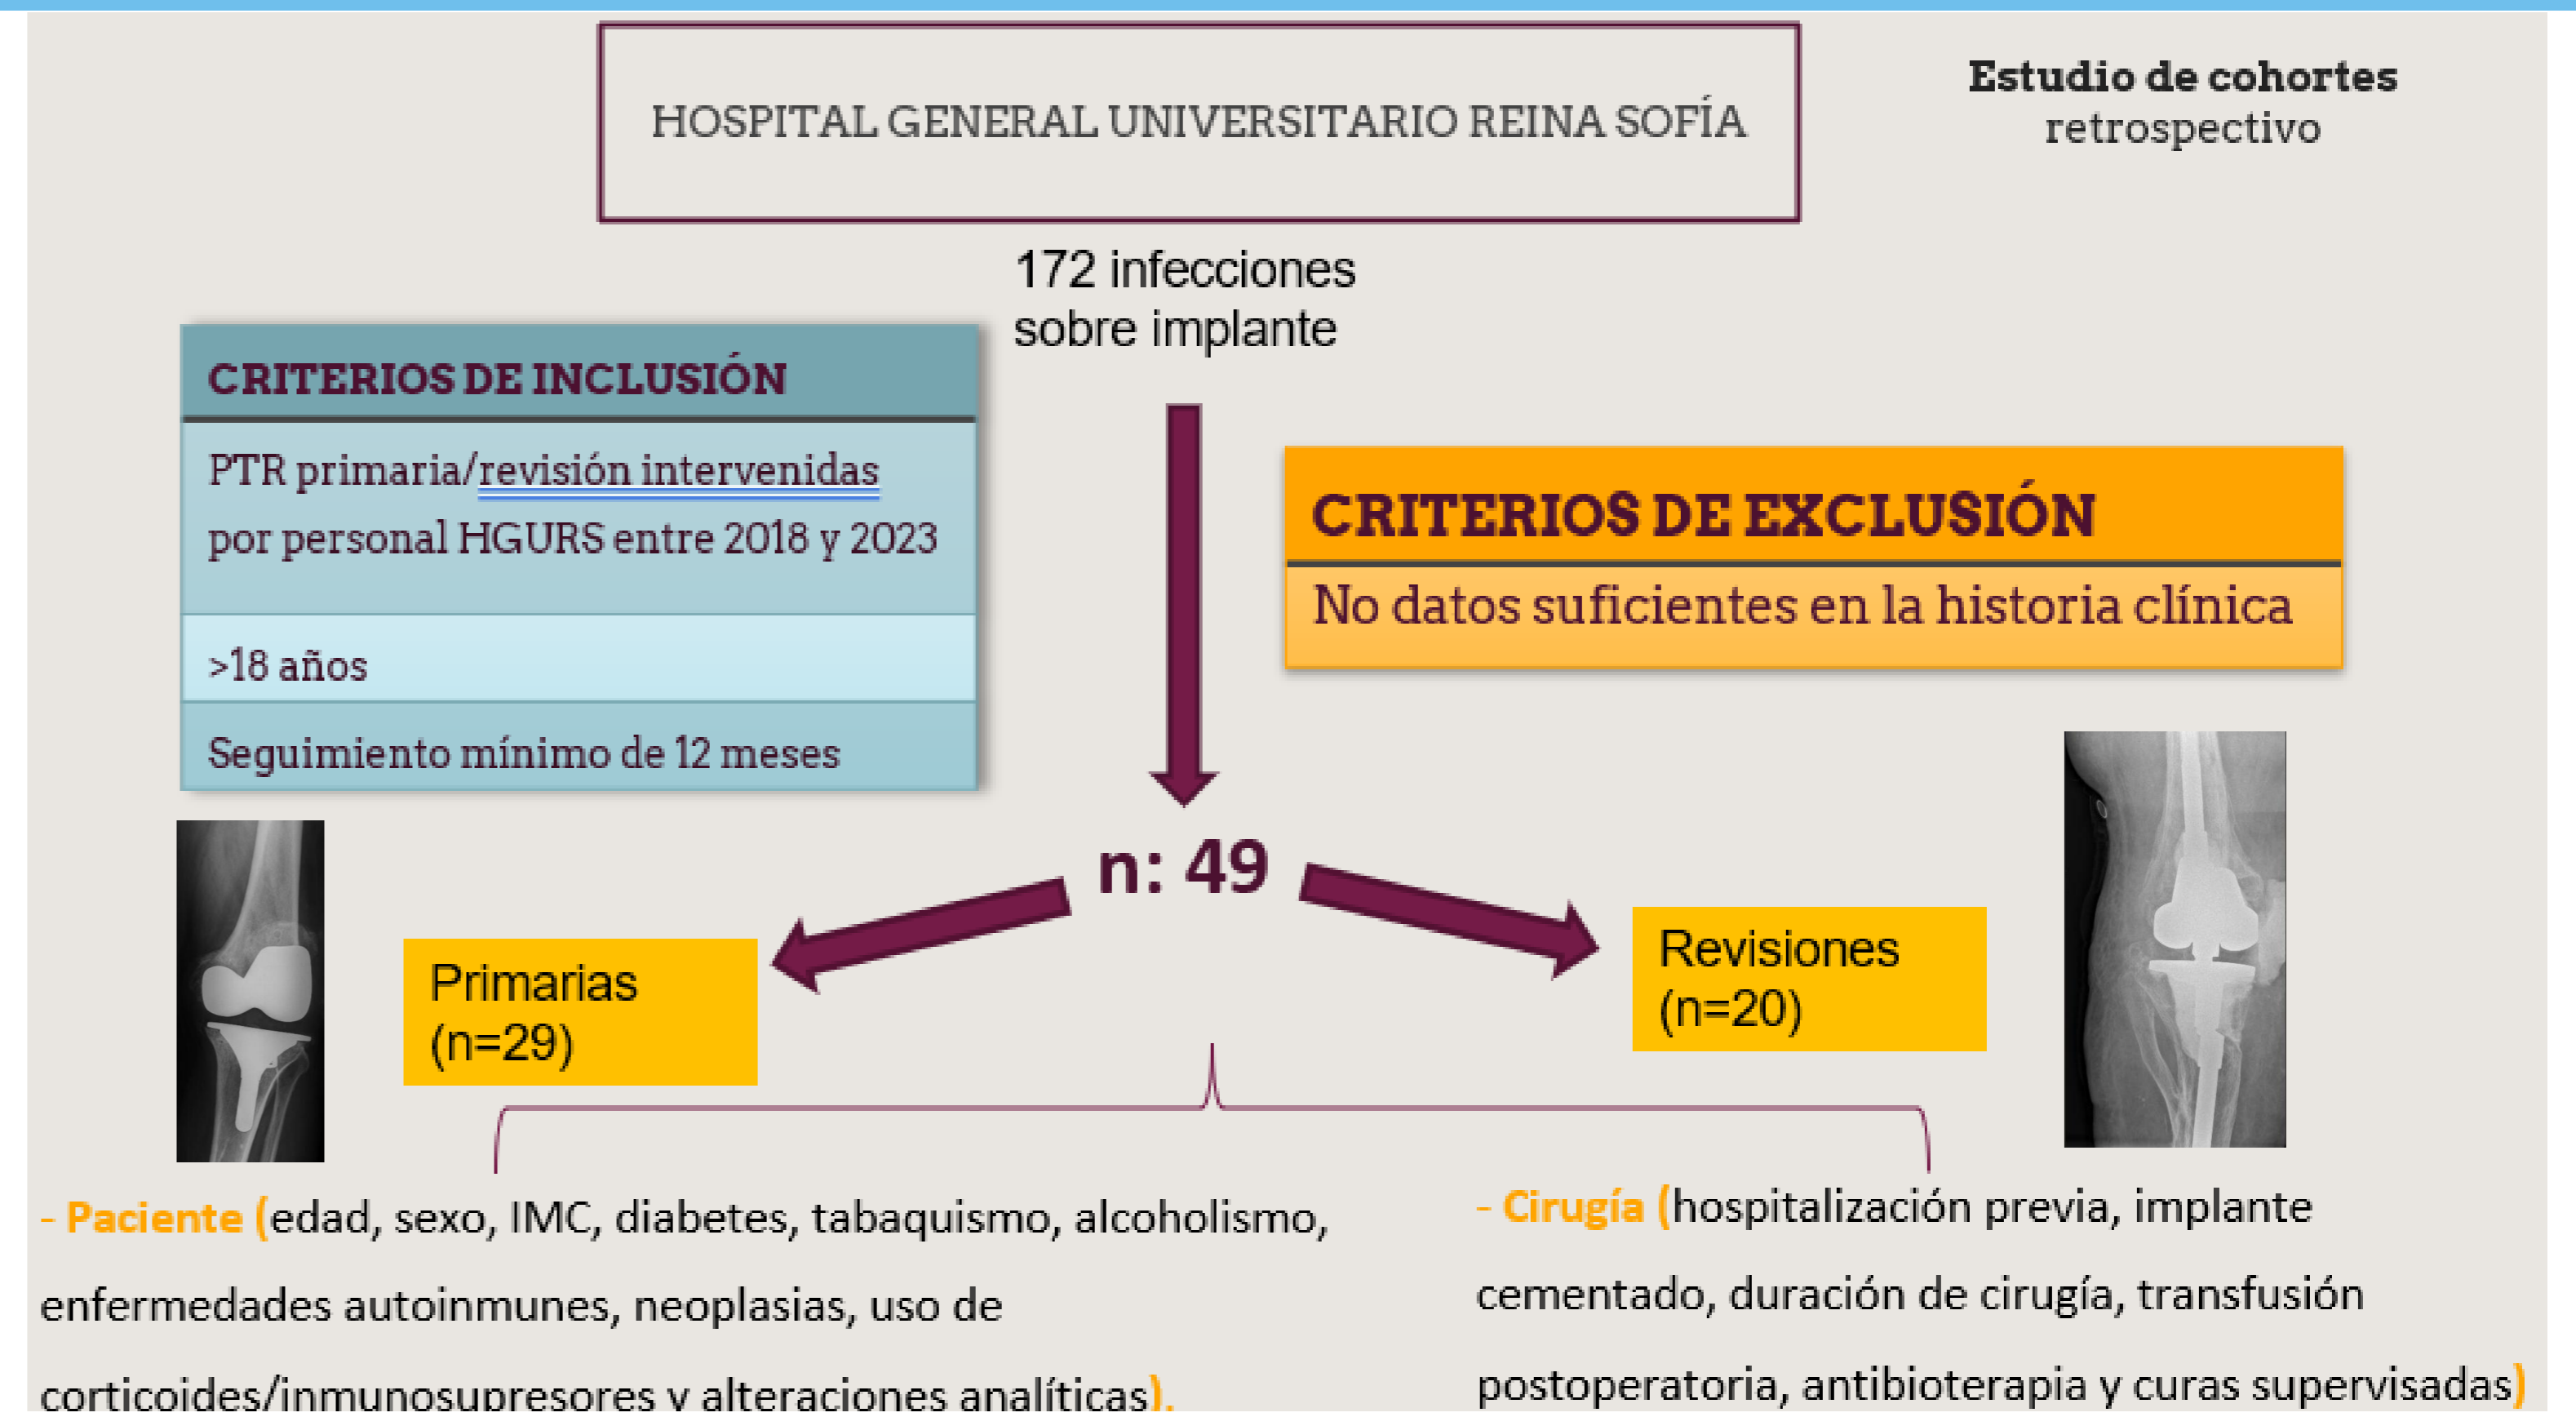 HOSPITAL GENERAL UNIVERSITARIO REINA SOFÍA
Estudio de cohortes
retrospectivo
172 infecciones
sobre implante
CRITERIOS DE INCLUSIÓN
PTR primaria/revisión intervenidas
por personal HGURS entre 2018 y 2023
>18 años
Seguimiento mínimo de 12 meses
CRITERIOS DE EXCLUSIÓN
No datos suficientes en la historia clínica
n: 49
Primarias
(n=29)
Revisiones
(n=20)
- Paciente (edad, sexo, IMC, diabetes, tabaquismo, alcoholismo,
enfermedades autoinmunes, neoplasias, uso de
corticoides/inmunosupresores y alteraciones analíticas).
- Cirugía (hospitalización previa, implante
cementado, duración de cirugía, transfusión
postoperatoria, antibioterapia y curas supervisadas)